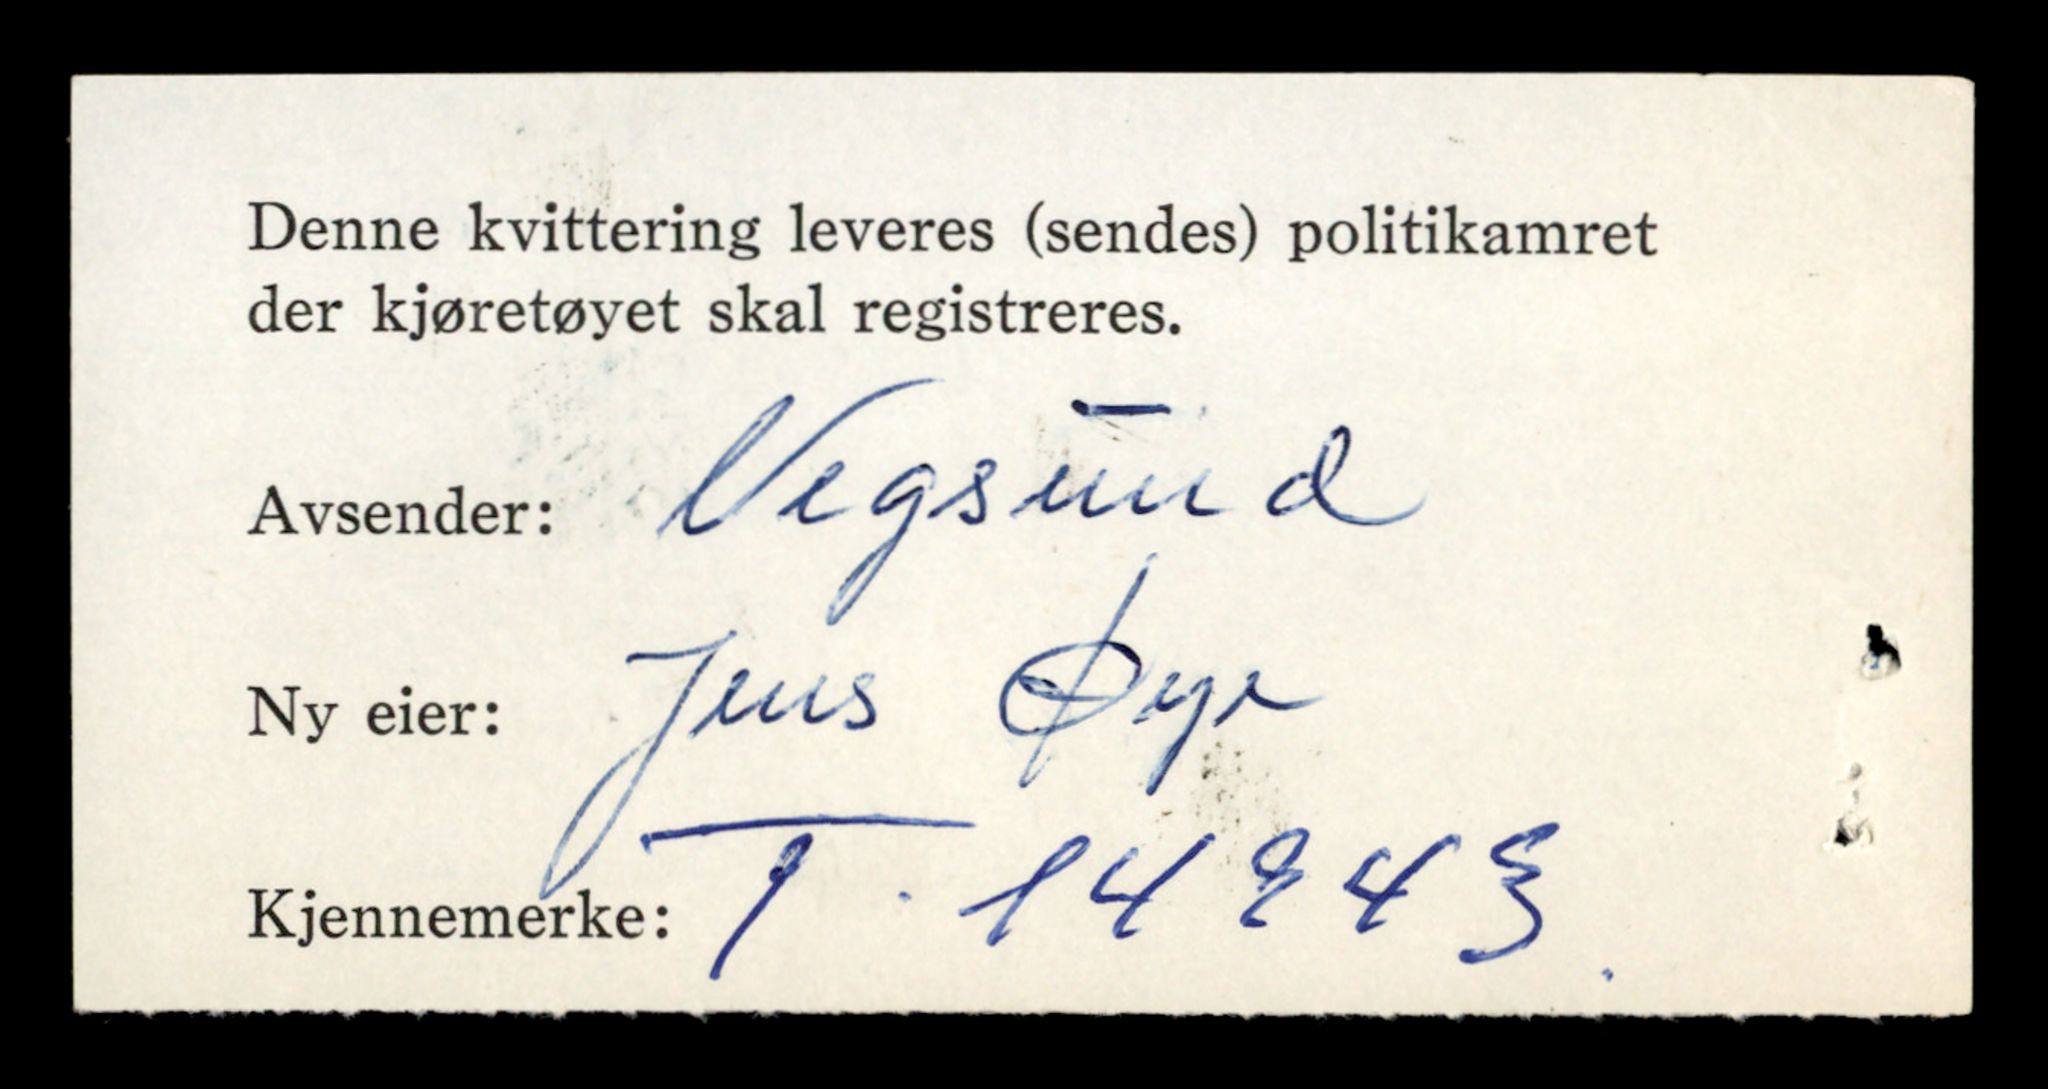 Denne kvittering leveres (sendes) politikamret
der kjøretøyet skal registreres.
Avsender: Vegsund
Ny eier: Jens Øye
Kjennemerke: T. 14243.